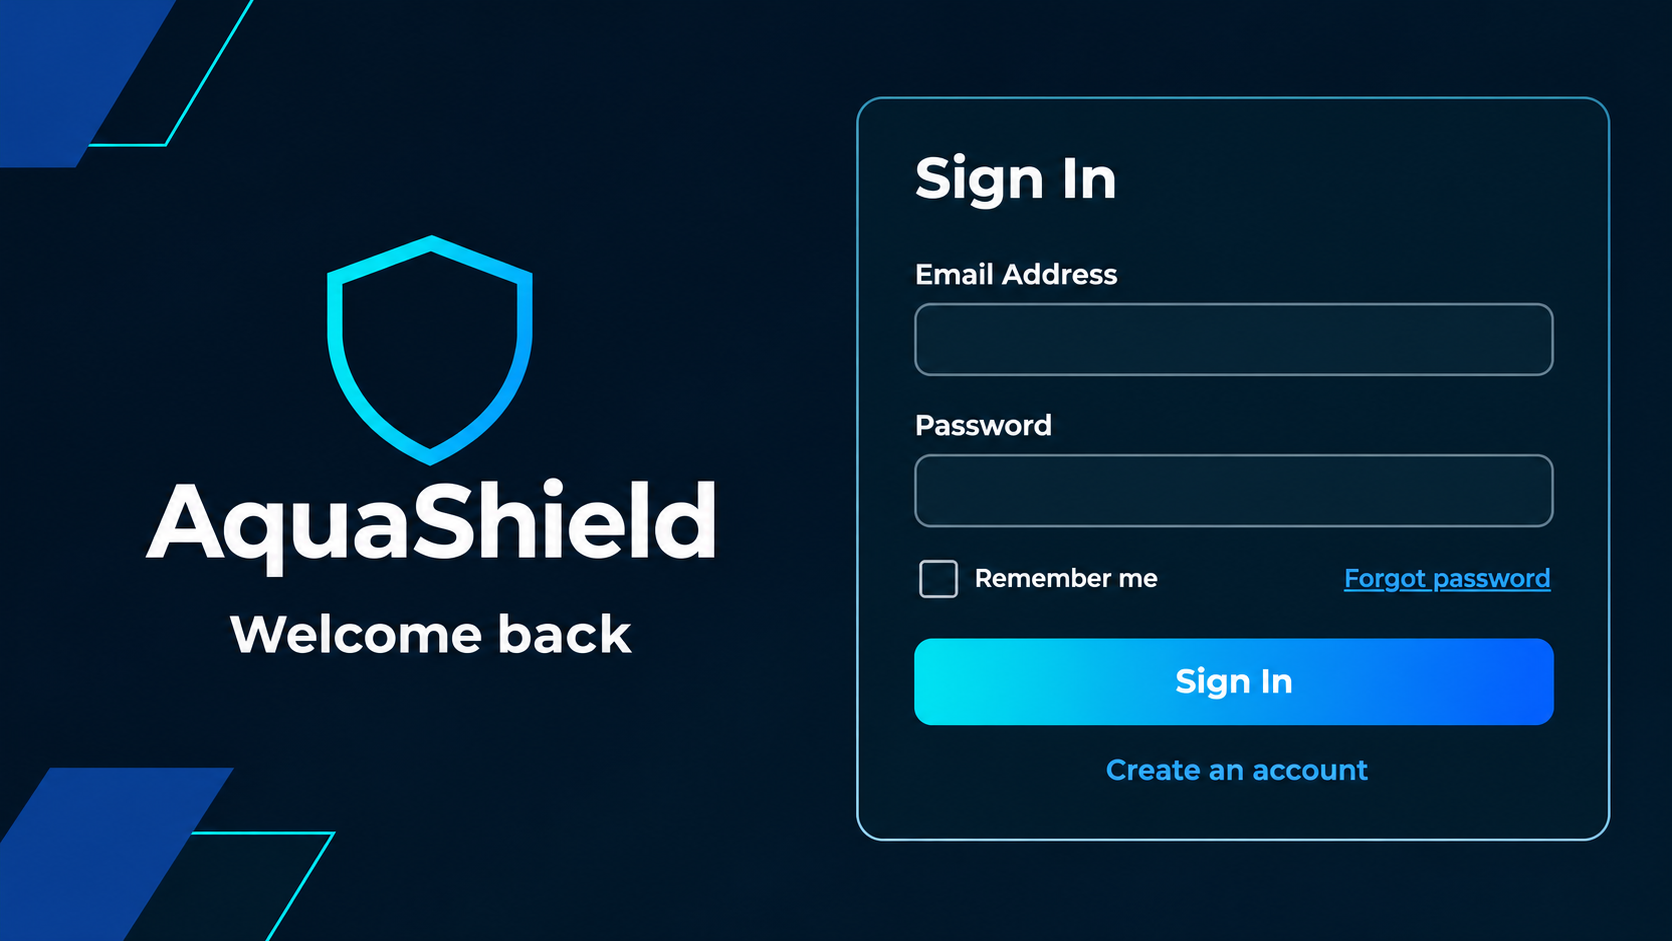 AquaShield
Welcome back
Sign In
Email Address
Password
Remember me
Forgot password
Sign In
Create an account